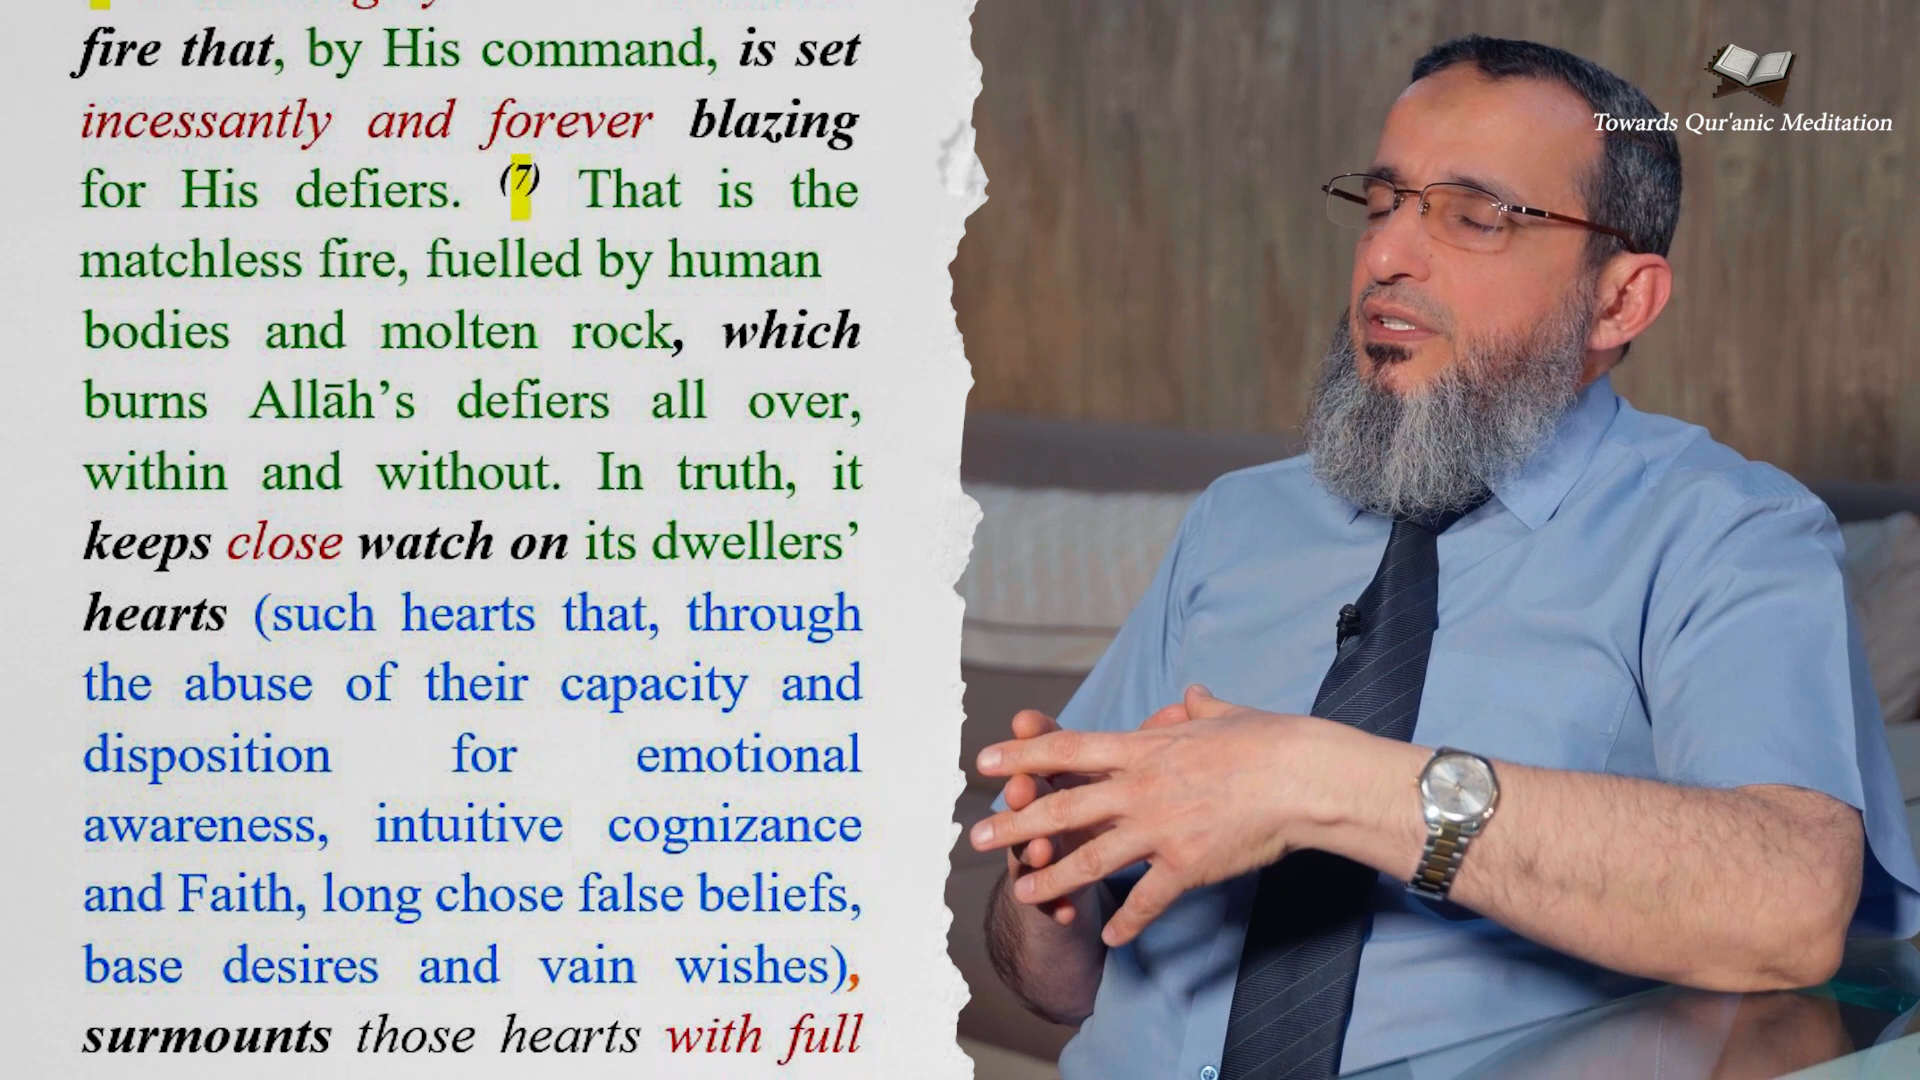 fire that, by His command, is set
incessantly and forever blazing
for His defiers. (7) That is the
matchless fire, fuelled by human
bodies and molten rock, which
burns Allāh’s defiers all over,
within and without. In truth, it
keeps close watch on its dwellers’
hearts (such hearts that, through
the abuse of their capacity and
disposition for emotional
awareness, intuitive cognizance
and Faith, long chose false beliefs,
base desires and vain wishes),
surmounts those hearts with full
Towards Qur'anic Meditation